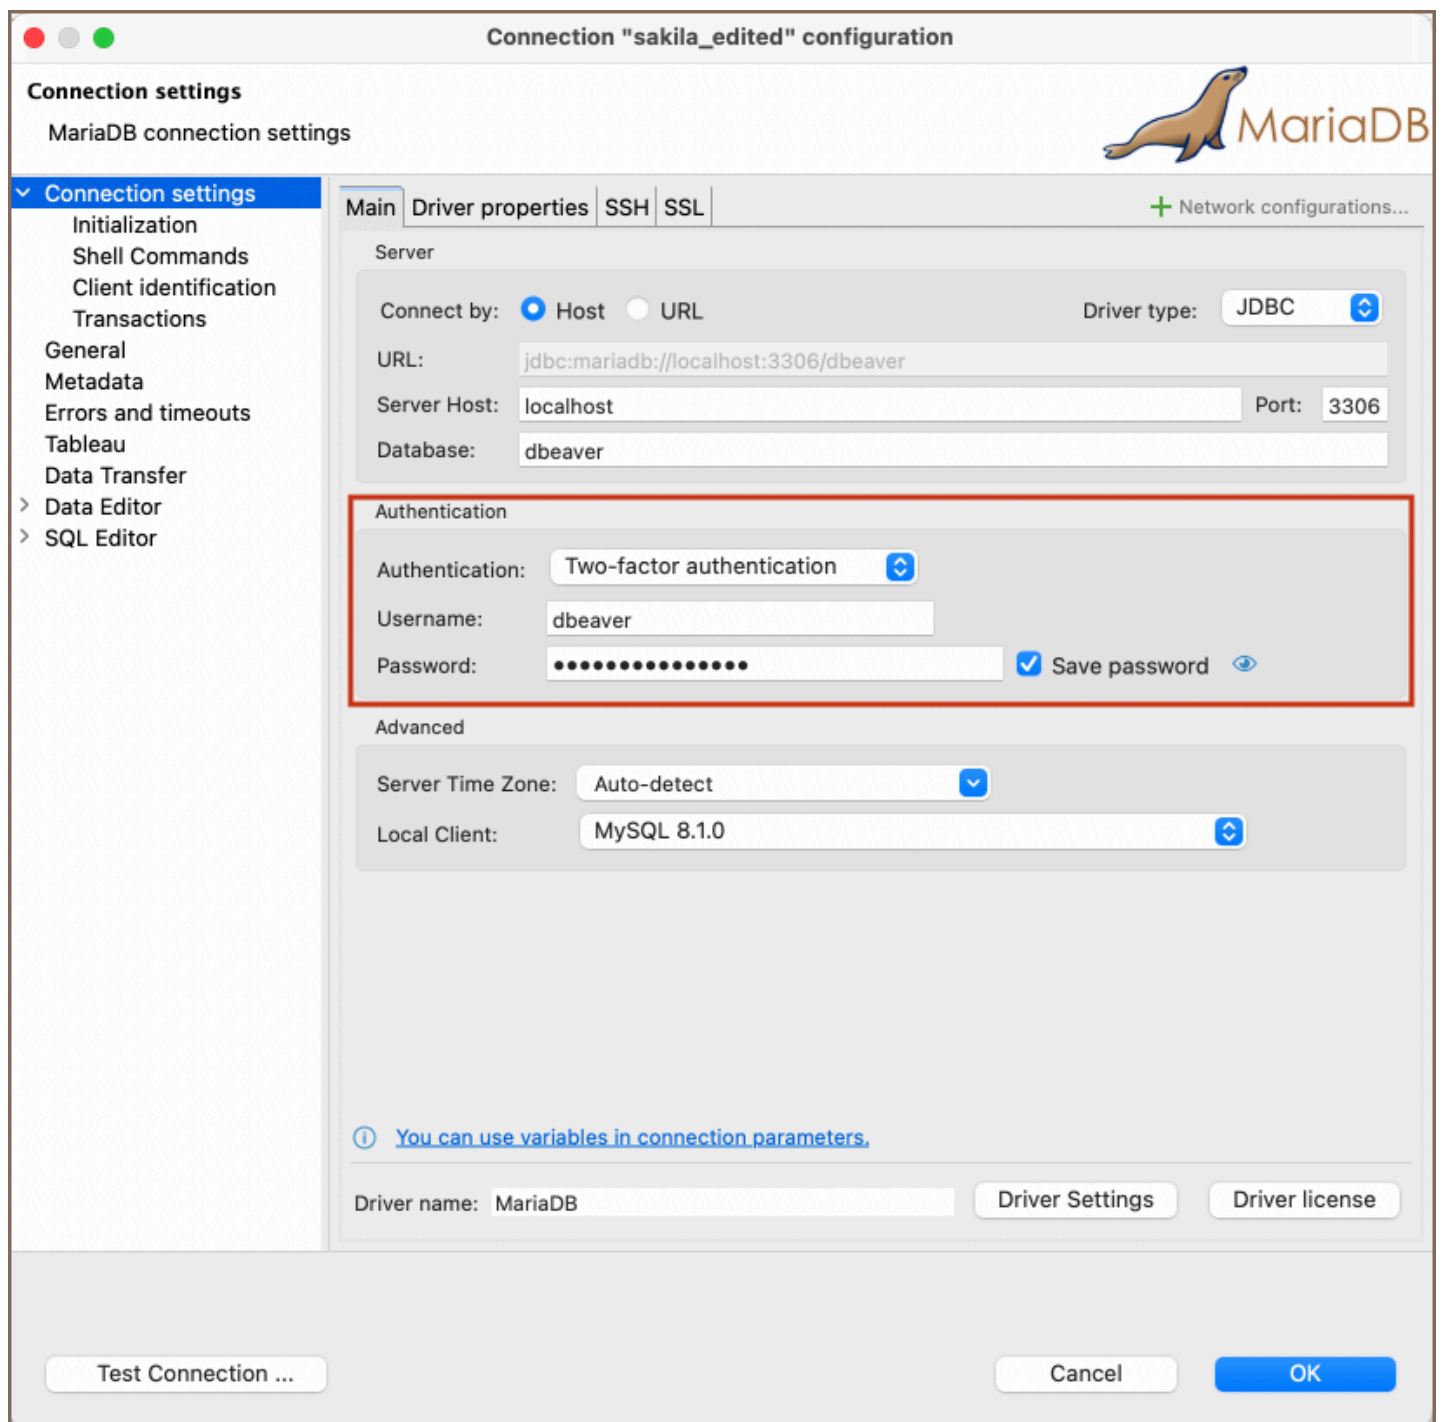 Connection "sakila_edited" configuration
Connection settings
MariaDB connection settings
MariaDB
Connection settings
Initialization
Shell Commands
Client identification
Transactions
General
Metadata
Errors and timeouts
Tableau
Data Transfer
Data Editor
SQL Editor
Main Driver properties SSH SSL Network configurations...
Server
Connect by: Host URL Driver type: JDBC
URL: jdbc:mariadb://localhost:3306/dbeaver
Server Host: localhost Port: 3306
Database: dbeaver
Authentication
Authentication: Two-factor authentication
Username: dbeaver
Password: ••••••••••••••• Save password
Advanced
Server Time Zone: Auto-detect
Local Client: MySQL 8.1.0
You can use variables in connection parameters.
Driver name: MariaDB Driver Settings Driver license
Test Connection ... Cancel OK